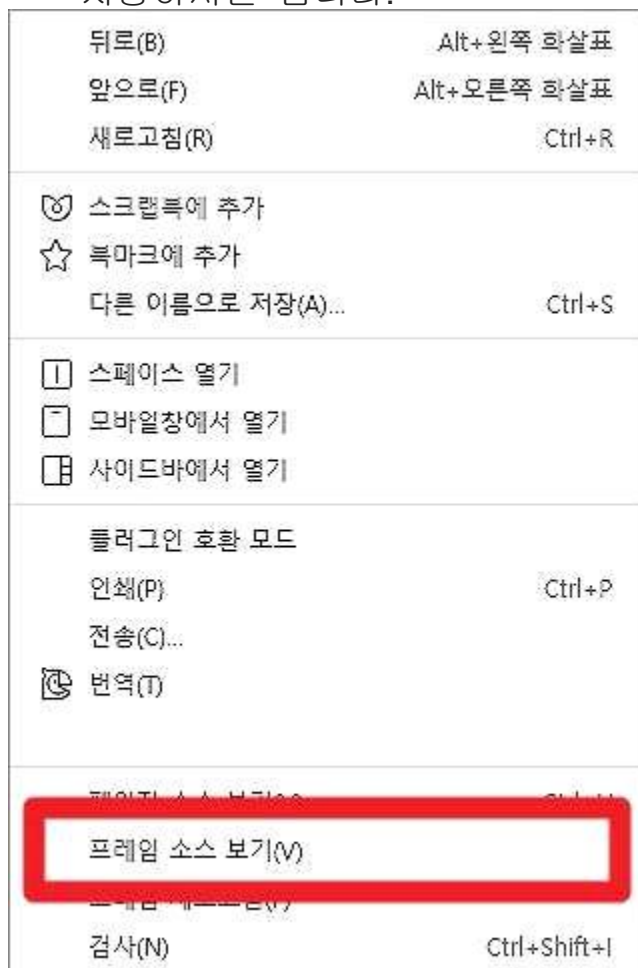 뒤로(B) Alt+왼쪽 화살표
앞으로(F) Alt+오른쪽 화살표
새로고침(R) Ctrl+R
스크랩북에 추가
북마크에 추가
다른 이름으로 저장(A)... Ctrl+S
스페이스 열기
모바일창에서 열기
사이드바에서 열기
플러그인 호환 모드
인쇄(P) Ctrl+P
전송(C)...
번역(T)
프레임 소스 보기(V)
검사(N) Ctrl+Shift+I